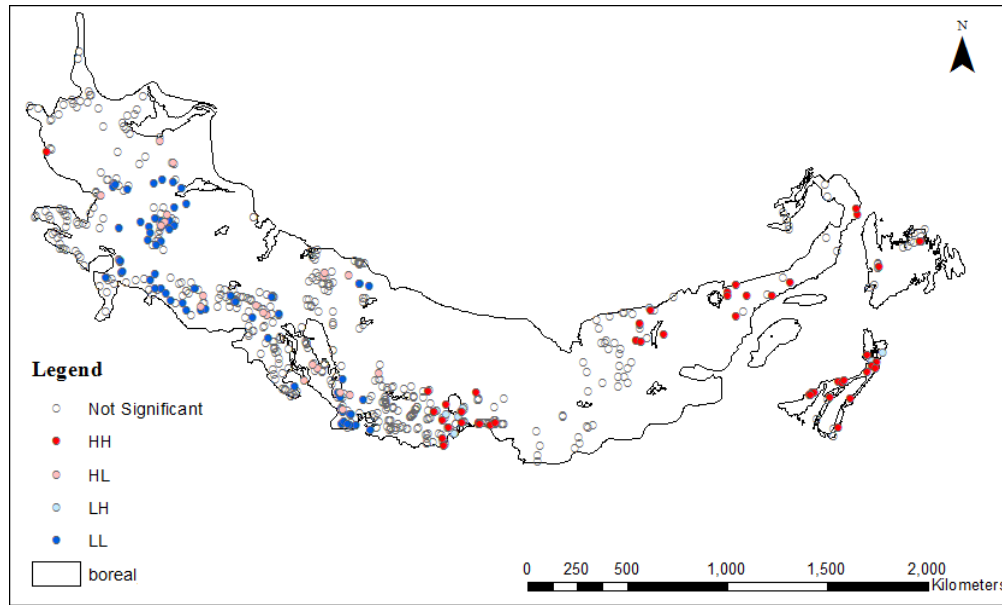 N
Legend
Not Significant
HH
HL
LH
LL
boreal
0 250 500 1,000 1,500 2,000
Kilometers